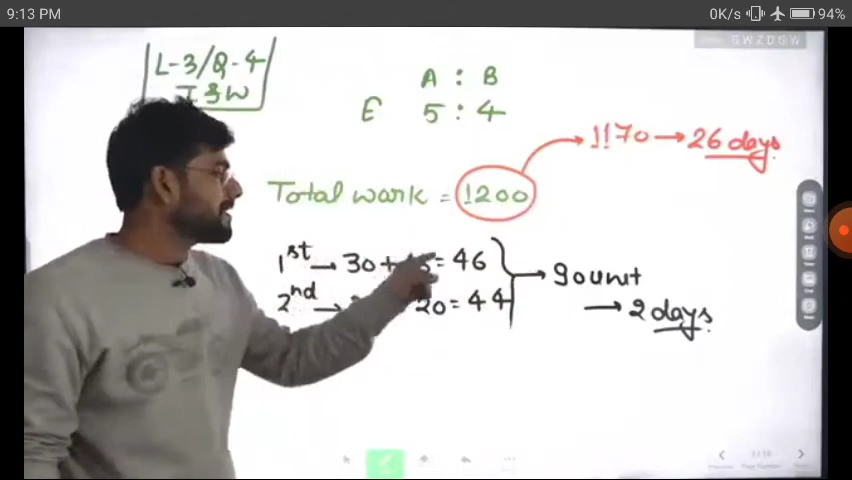 9:13 PM 0K/s 94%
GWZDGW
L-3/Q-4
T&W
A : B
E 5 : 4
1170 → 26 days
Total work = 1200
1st → 30 + = 46
90 unit
2nd → 20 = 44
→ 2 days